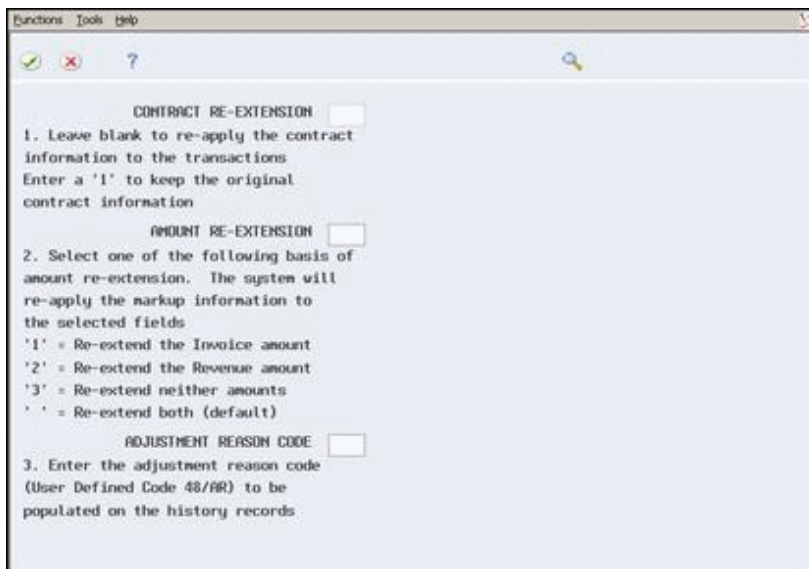 Functions Tools Help
?
CONTRACT RE-EXTENSION
1. Leave blank to re-apply the contract
information to the transactions
Enter a '1' to keep the original
contract information
AMOUNT RE-EXTENSION
2. Select one of the following basis of
amount re-extension. The system will
re-apply the markup information to
the selected fields
'1' = Re-extend the Invoice amount
'2' = Re-extend the Revenue amount
'3' = Re-extend neither amounts
' ' = Re-extend both (default)
ADJUSTMENT REASON CODE
3. Enter the adjustment reason code
(User Defined Code 48/AR) to be
populated on the history records